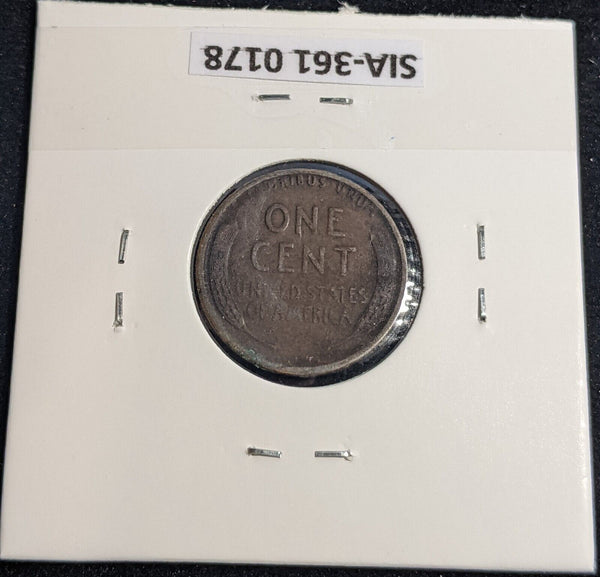 SIA-361 0178
ONE
CENT
UNITED STATES
OF AMERICA